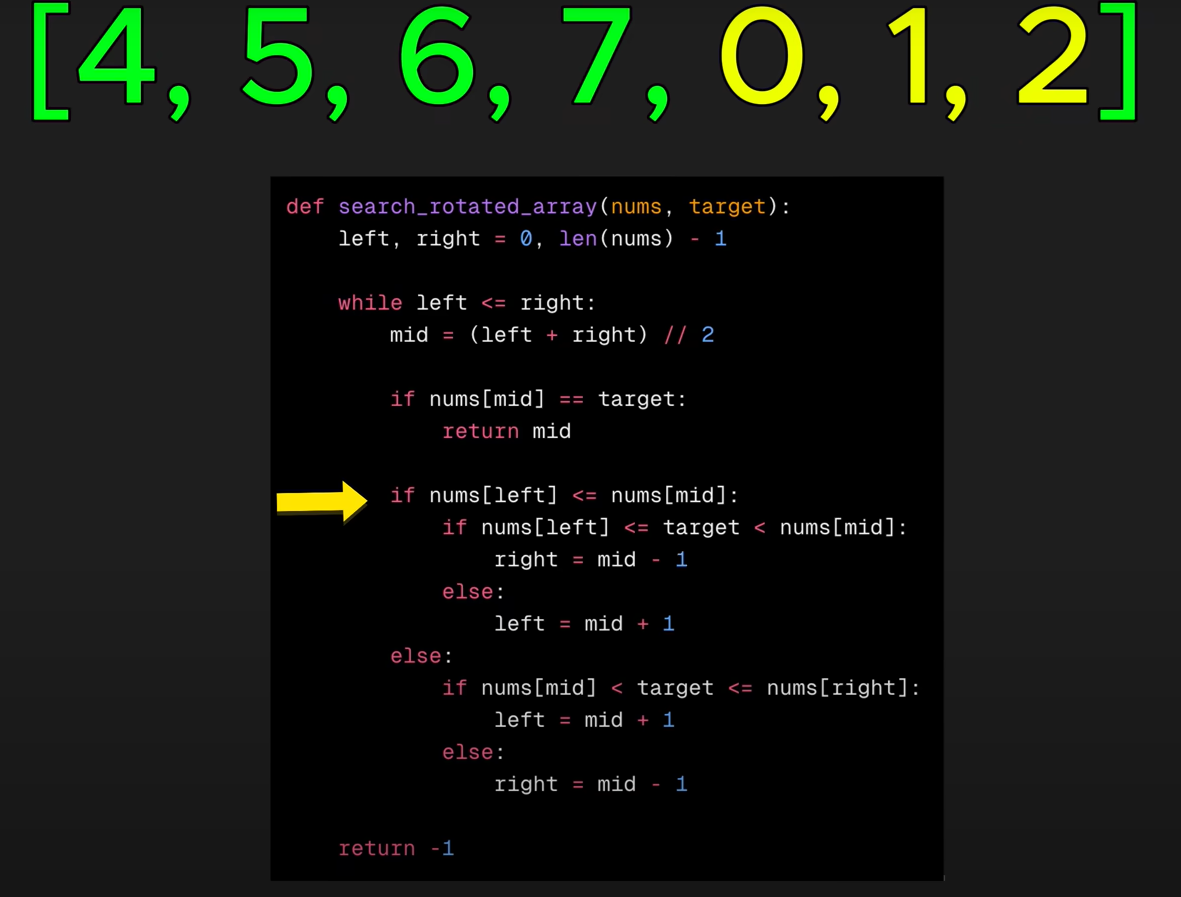 [4, 5, 6, 7, 0, 1, 2]
def search_rotated_array(nums, target):
    left, right = 0, len(nums) - 1
    while left <= right:
        mid = (left + right) // 2
        if nums[mid] == target:
            return mid
        if nums[left] <= nums[mid]:
            if nums[left] <= target < nums[mid]:
                right = mid - 1
            else:
                left = mid + 1
        else:
            if nums[mid] < target <= nums[right]:
                left = mid + 1
            else:
                right = mid - 1
    return -1